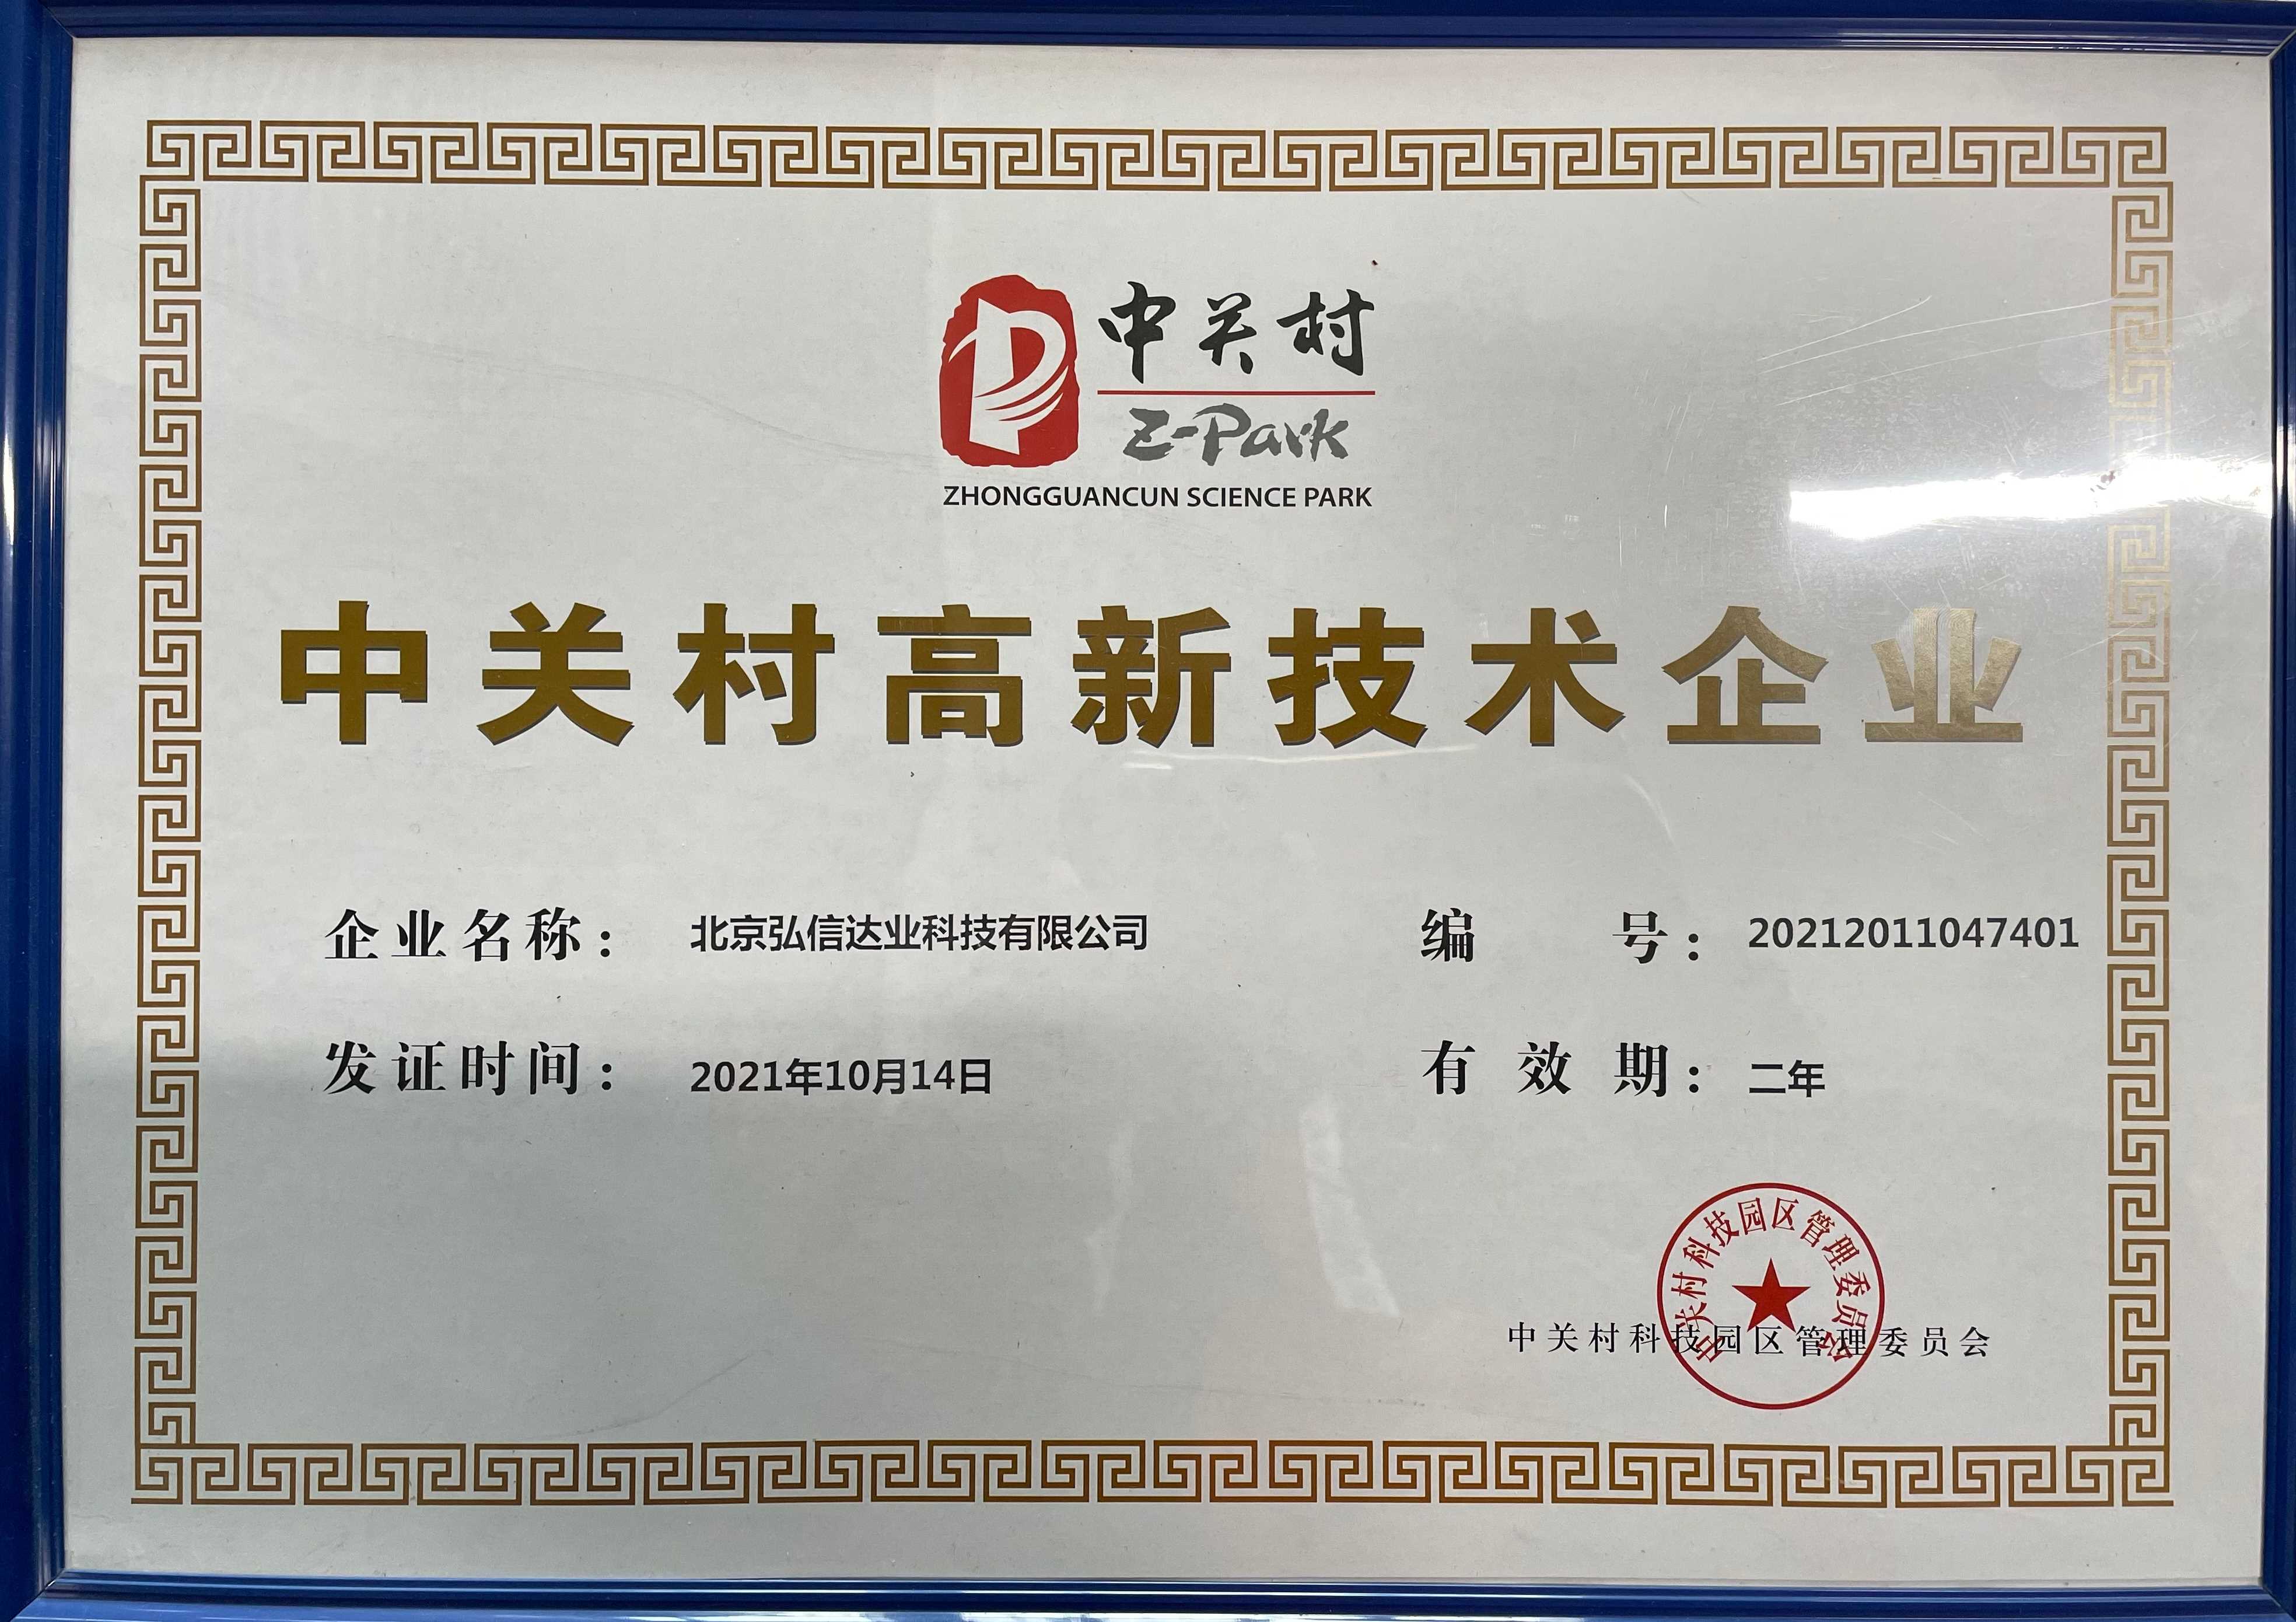 中关村
Z-Park
ZHONGGUANCUN SCIENCE PARK
中关村高新技术企业
企业名称： 北京弘信达业科技有限公司
编 号： 20212011047401
发证时间： 2021年10月14日
有 效 期： 二年
中关村科技园区管理委员会
中关村科技园区管理委员会